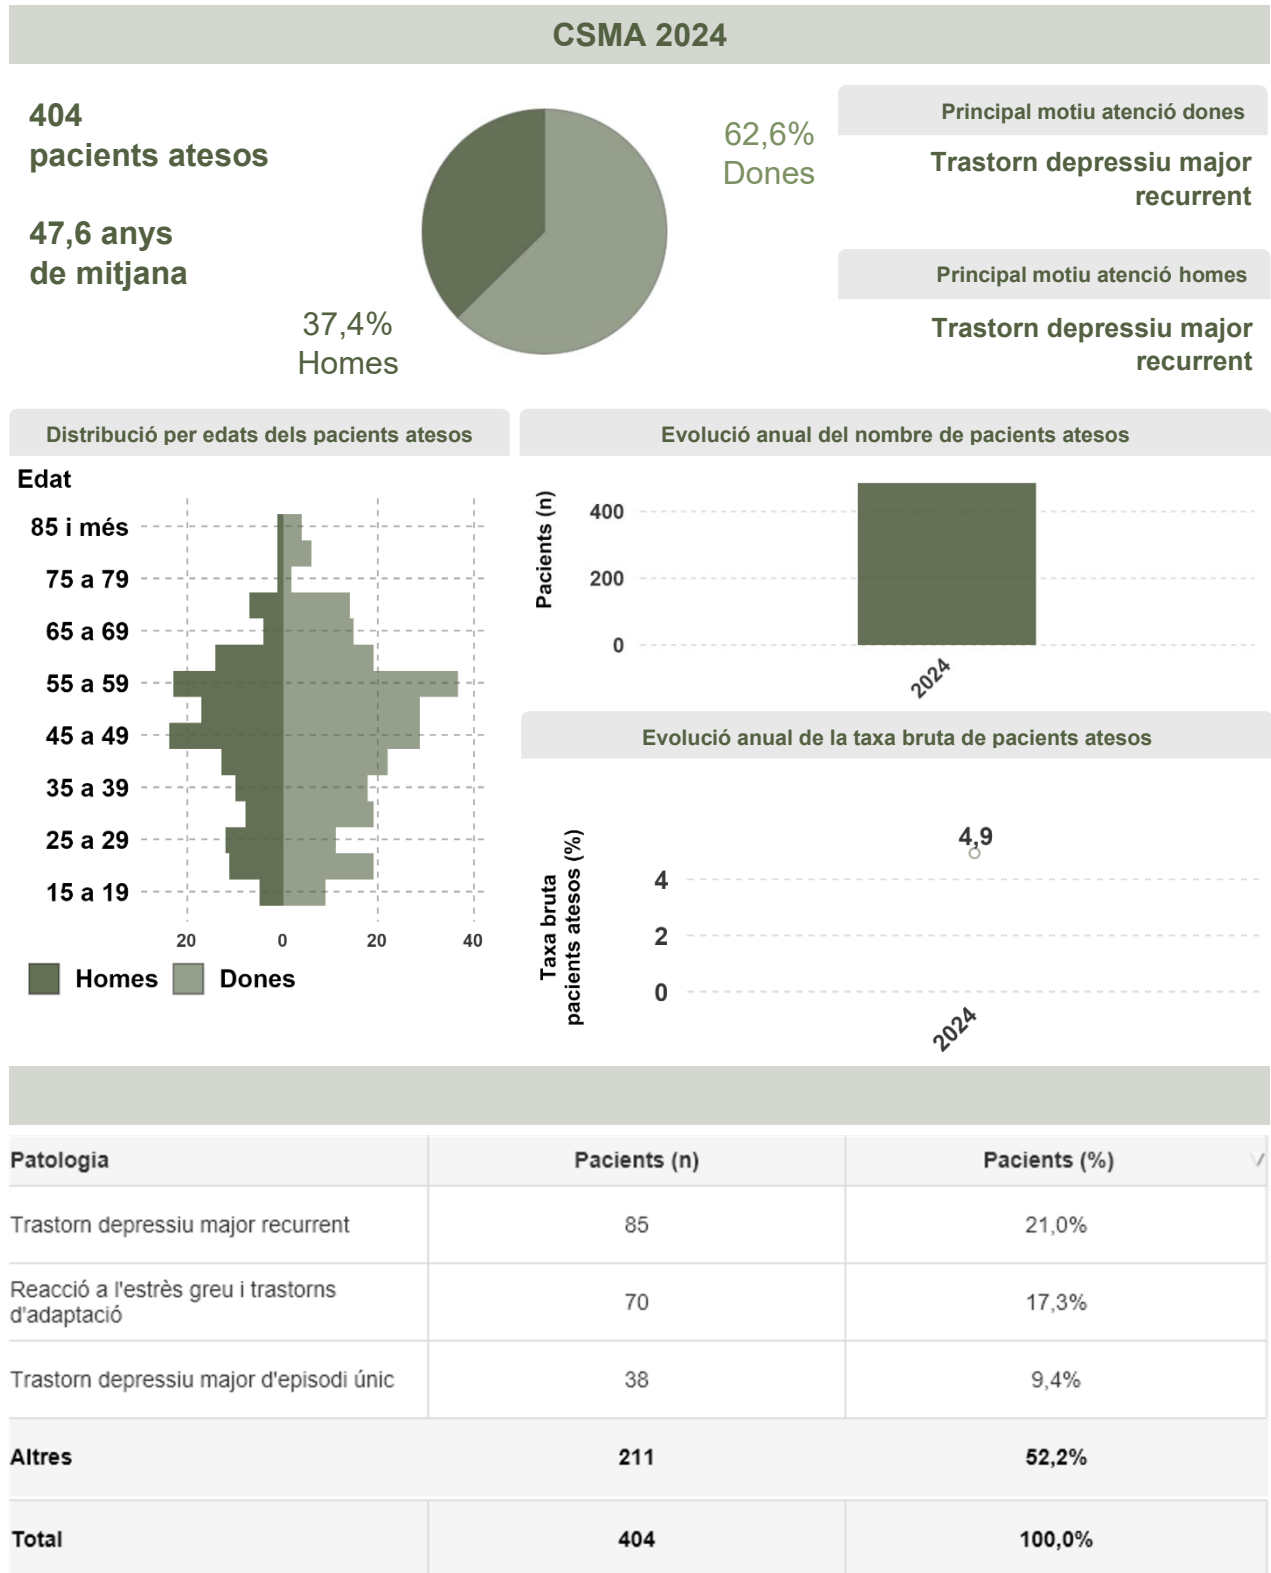 CSMA 2024
404
pacients atesos
47,6 anys
de mitjana
62,6%
Dones
37,4%
Homes
Principal motiu atenció dones
Trastorn depressiu major
recurrent
Principal motiu atenció homes
Trastorn depressiu major
recurrent
Distribució per edats dels pacients atesos
Edat
85 i més
75 a 79
65 a 69
55 a 59
45 a 49
35 a 39
25 a 29
15 a 19
20 0 20 40
Homes Dones
Evolució anual del nombre de pacients atesos
Pacients (n)
400
200
0
2024
Evolució anual de la taxa bruta de pacients atesos
Taxa bruta
pacients atesos (%)
4,9
4
2
0
2024
Patologia Pacients (n) Pacients (%)
Trastorn depressiu major recurrent 85 21,0%
Reacció a l'estrès greu i trastorns
d'adaptació 70 17,3%
Trastorn depressiu major d'episodi únic 38 9,4%
Altres 211 52,2%
Total 404 100,0%